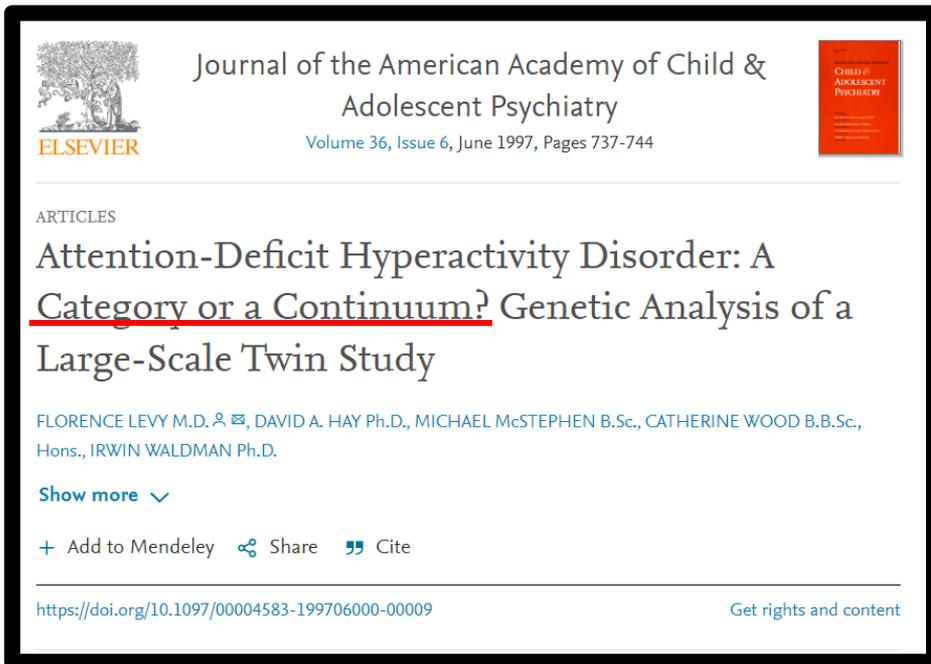 Journal of the American Academy of Child &
Adolescent Psychiatry
Volume 36, Issue 6, June 1997, Pages 737-744
ELSEVIER
CHILD &
ADOLESCENT
PSYCHIATRY
ARTICLES
Attention-Deficit Hyperactivity Disorder: A
Category or a Continuum? Genetic Analysis of a
Large-Scale Twin Study
FLORENCE LEVY M.D., DAVID A. HAY Ph.D., MICHAEL McSTEPHEN B.Sc., CATHERINE WOOD B.B.Sc.,
Hons., IRWIN WALDMAN Ph.D.
Show more
+ Add to Mendeley Share Cite
https://doi.org/10.1097/00004583-199706000-00009 Get rights and content